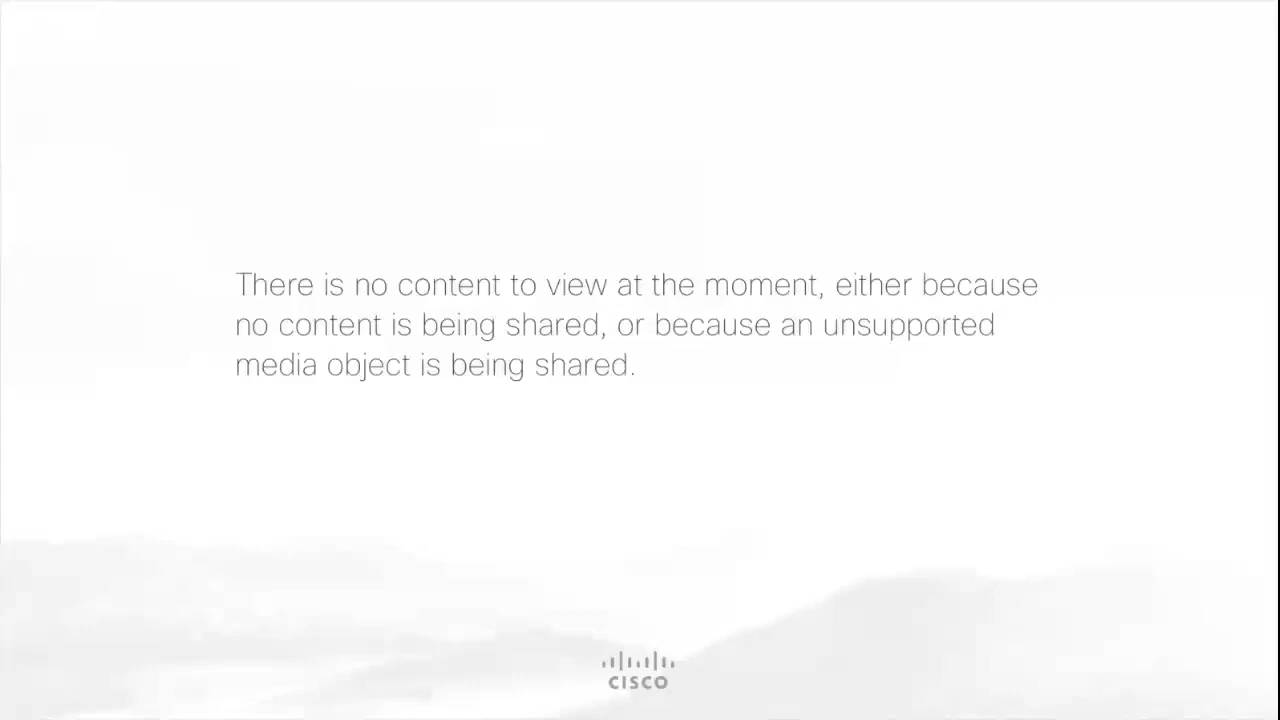 There is no content to view at the moment, either because
no content is being shared, or because an unsupported
media object is being shared.
CISCO